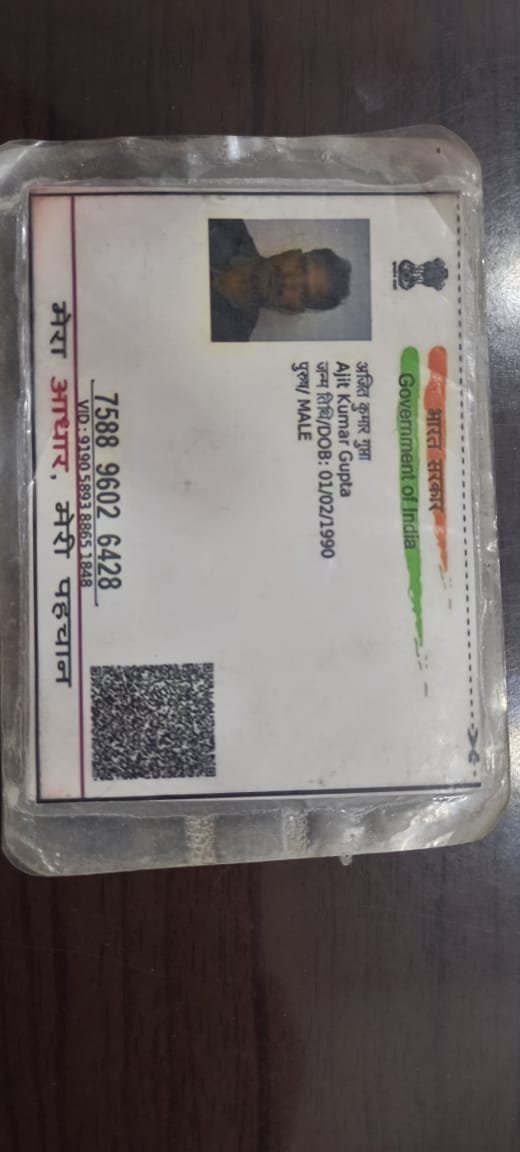 भारत सरकार
Government of India
अजित कुमार गुप्ता
Ajit Kumar Gupta
जन्म तिथि/DOB: 01/02/1990
पुरुष/ MALE
7588 9602 6428
VID : 9190 5893 8865 1848
मेरा आधार, मेरी पहचान